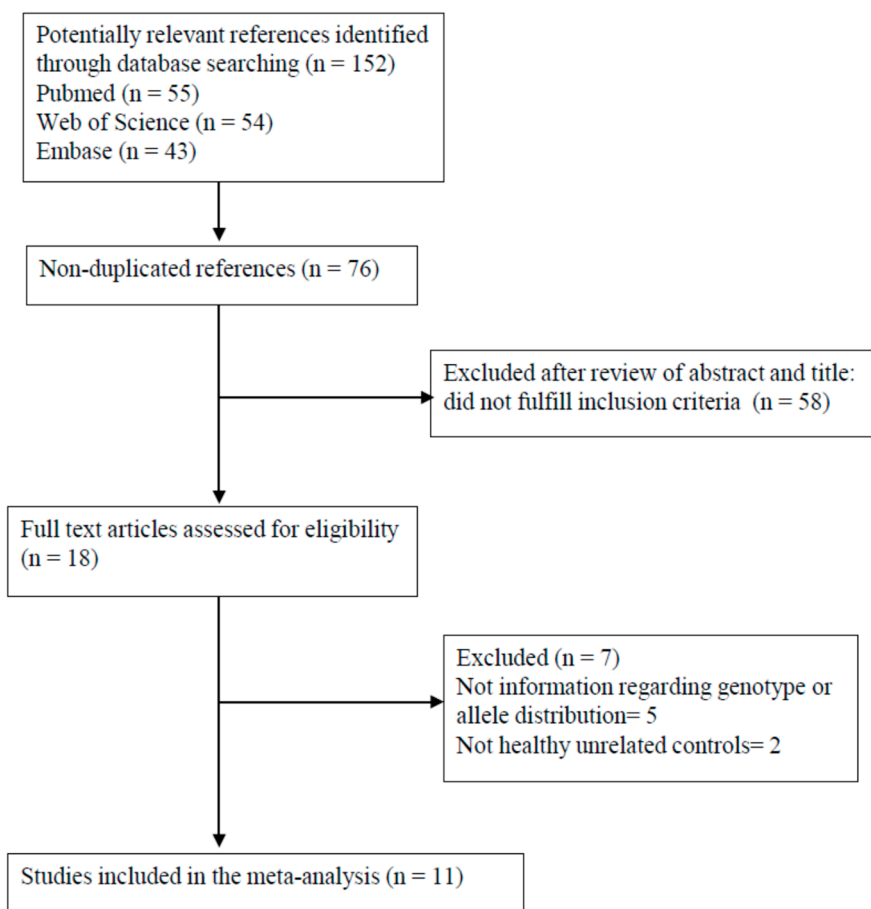 Potentially relevant references identified
through database searching (n = 152)
Pubmed (n = 55)
Web of Science (n = 54)
Embase (n = 43)
Non-duplicated references (n = 76)
Excluded after review of abstract and title:
did not fulfill inclusion criteria (n = 58)
Full text articles assessed for eligibility
(n = 18)
Excluded (n = 7)
Not information regarding genotype or
allele distribution= 5
Not healthy unrelated controls= 2
Studies included in the meta-analysis (n = 11)